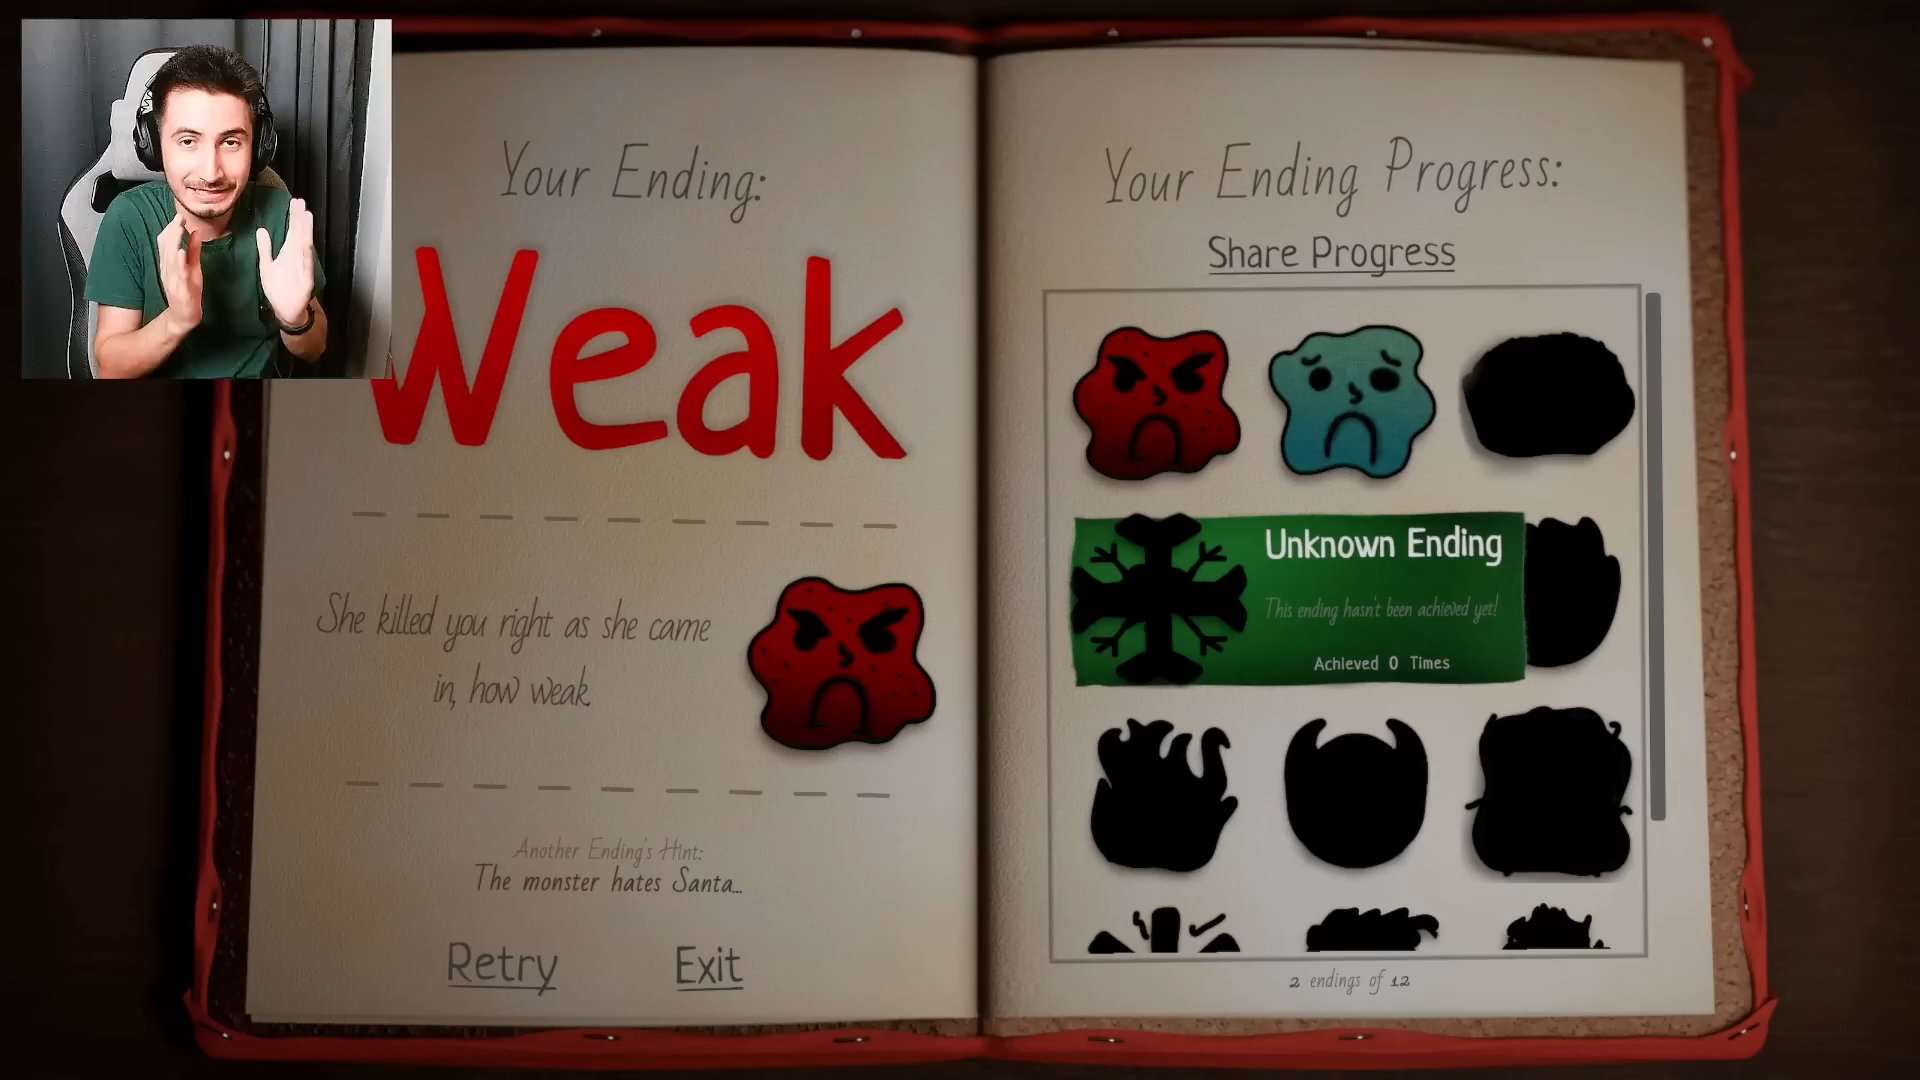 Your Ending:
Weak
She killed you right as she came
in, how weak.
Another Ending's Hint:
The monster hates Santa...
Retry
Exit
Your Ending Progress:
Share Progress
Unknown Ending
This ending hasn't been achieved yet!
Achieved 0 Times
2 endings of 12